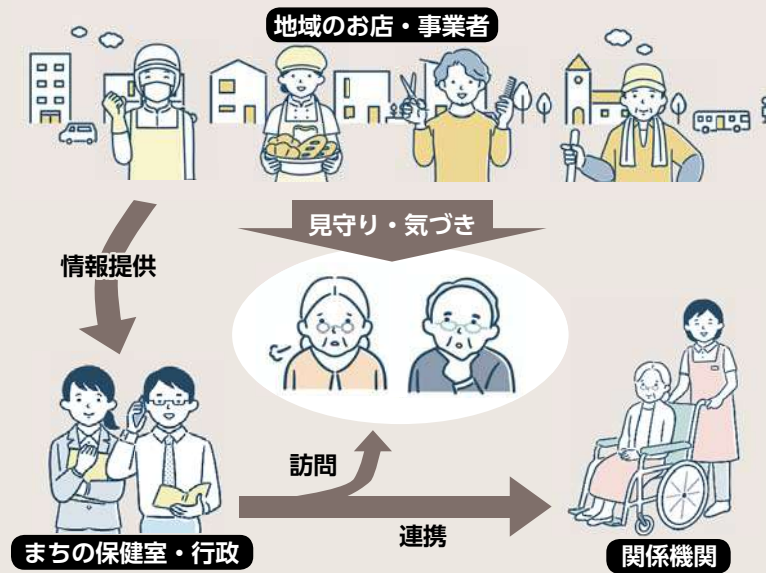 地域のお店・事業者
見守り・気づき
情報提供
訪問
連携
まちの保健室・行政
関係機関